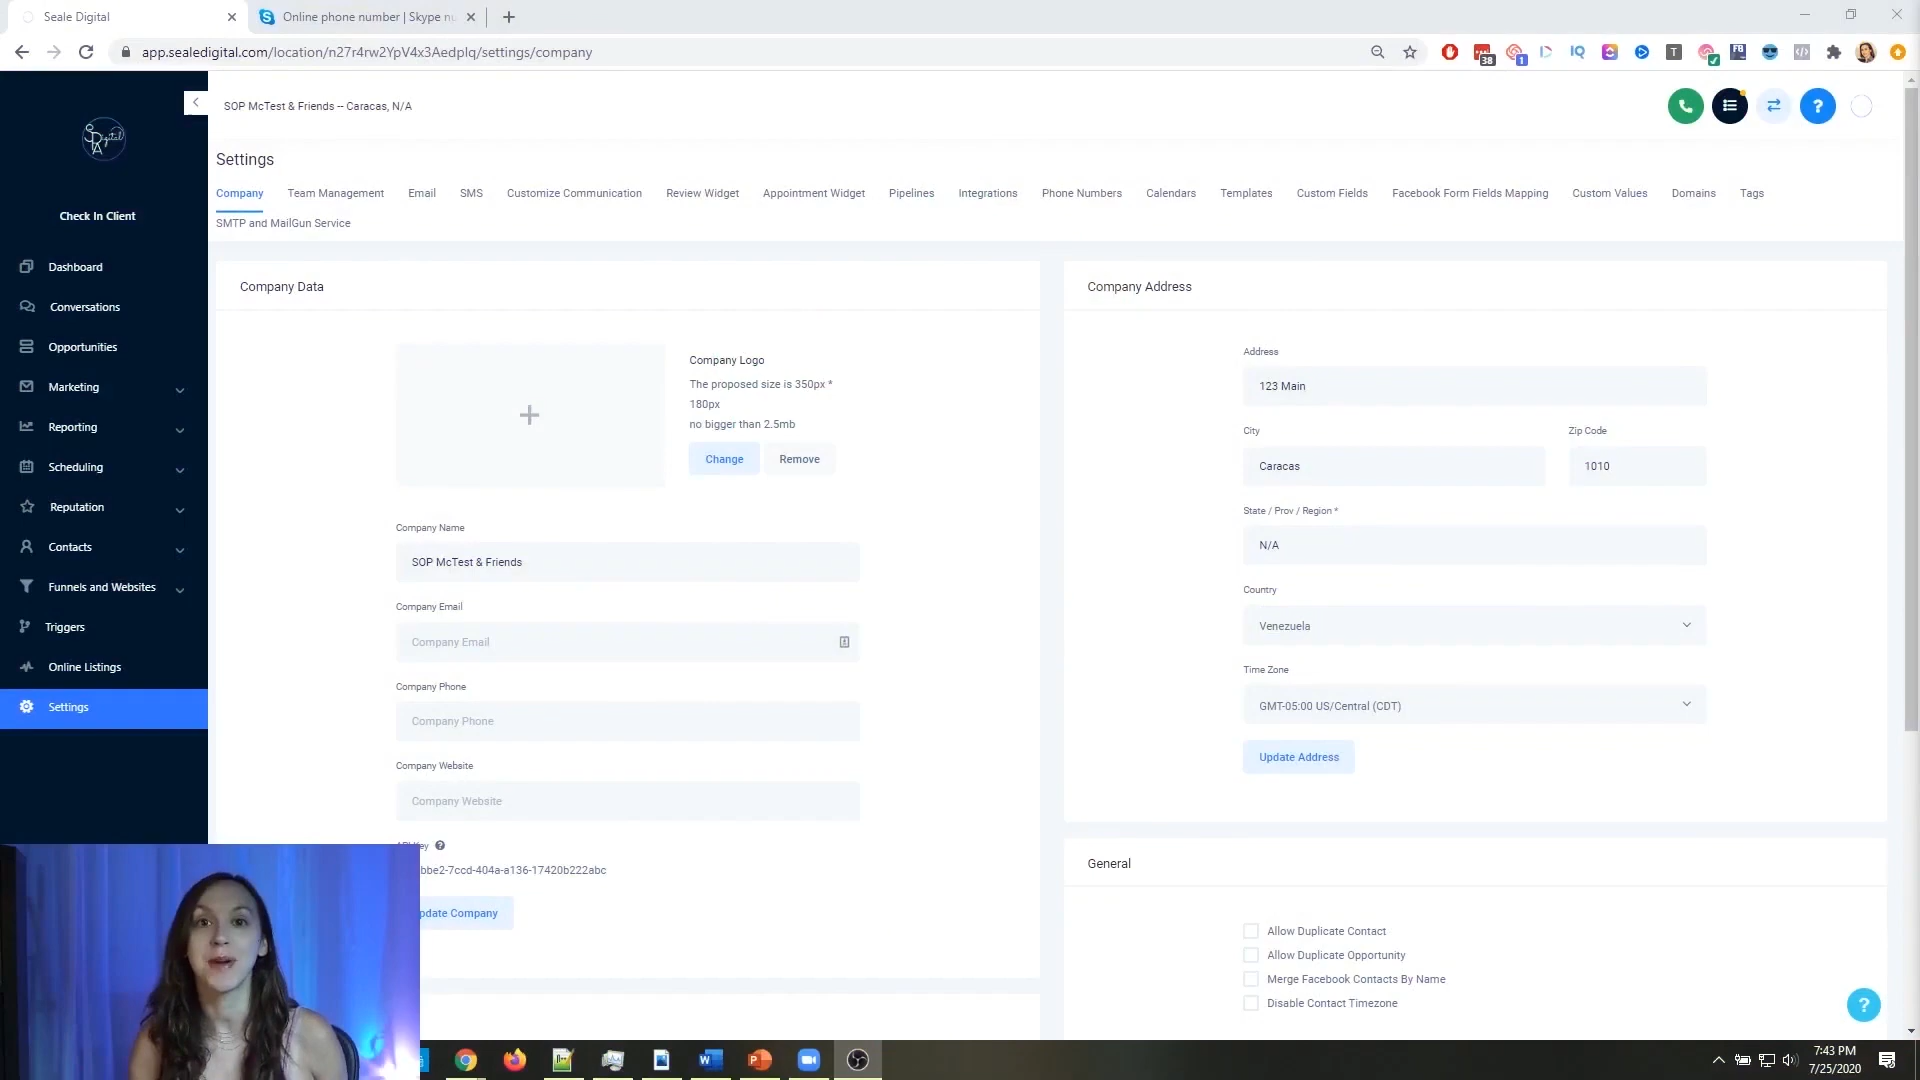 Seale Digital
Online phone number | Skype nu
app.sealedigital.com/location/n27r4rw2YpV4x3Aedplq/settings/company
38
1
IQ
T
FB
SOP McTest & Friends -- Caracas, N/A
Digital
Check In Client
Dashboard
Conversations
Opportunities
Marketing
Reporting
Scheduling
Reputation
Contacts
Funnels and Websites
Triggers
Online Listings
Settings
Settings
Company Team Management Email SMS Customize Communication Review Widget Appointment Widget Pipelines Integrations Phone Numbers Calendars Templates Custom Fields Facebook Form Fields Mapping Custom Values Domains Tags
SMTP and MailGun Service
Company Data
Company Logo
The proposed size is 350px *
180px
no bigger than 2.5mb
Change Remove
Company Name
SOP McTest & Friends
Company Email
Company Email
Company Phone
Company Phone
Company Website
Company Website
API Key
bbe2-7ccd-404a-a136-17420b222abc
pdate Company
Company Address
Address
123 Main
City Zip Code
Caracas 1010
State / Prov / Region *
N/A
Country
Venezuela
Time Zone
GMT-05:00 US/Central (CDT)
Update Address
General
Allow Duplicate Contact
Allow Duplicate Opportunity
Merge Facebook Contacts By Name
Disable Contact Timezone
7:43 PM
7/25/2020